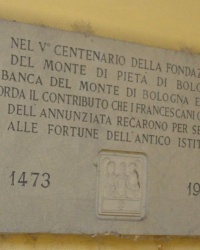 NEL V° CENTENARIO DELLA FONDAZ
DEL MONTE DI PIETÀ DI BOLO
BANCA DEL MONTE DI BOLOGNA E
ORDA IL CONTRIBUTO CHE I FRANCESCANI
DELL'ANNUNZIATA RECARONO PER SE
ALLE FORTUNE DELL'ANTICO ISTIT
1473 19